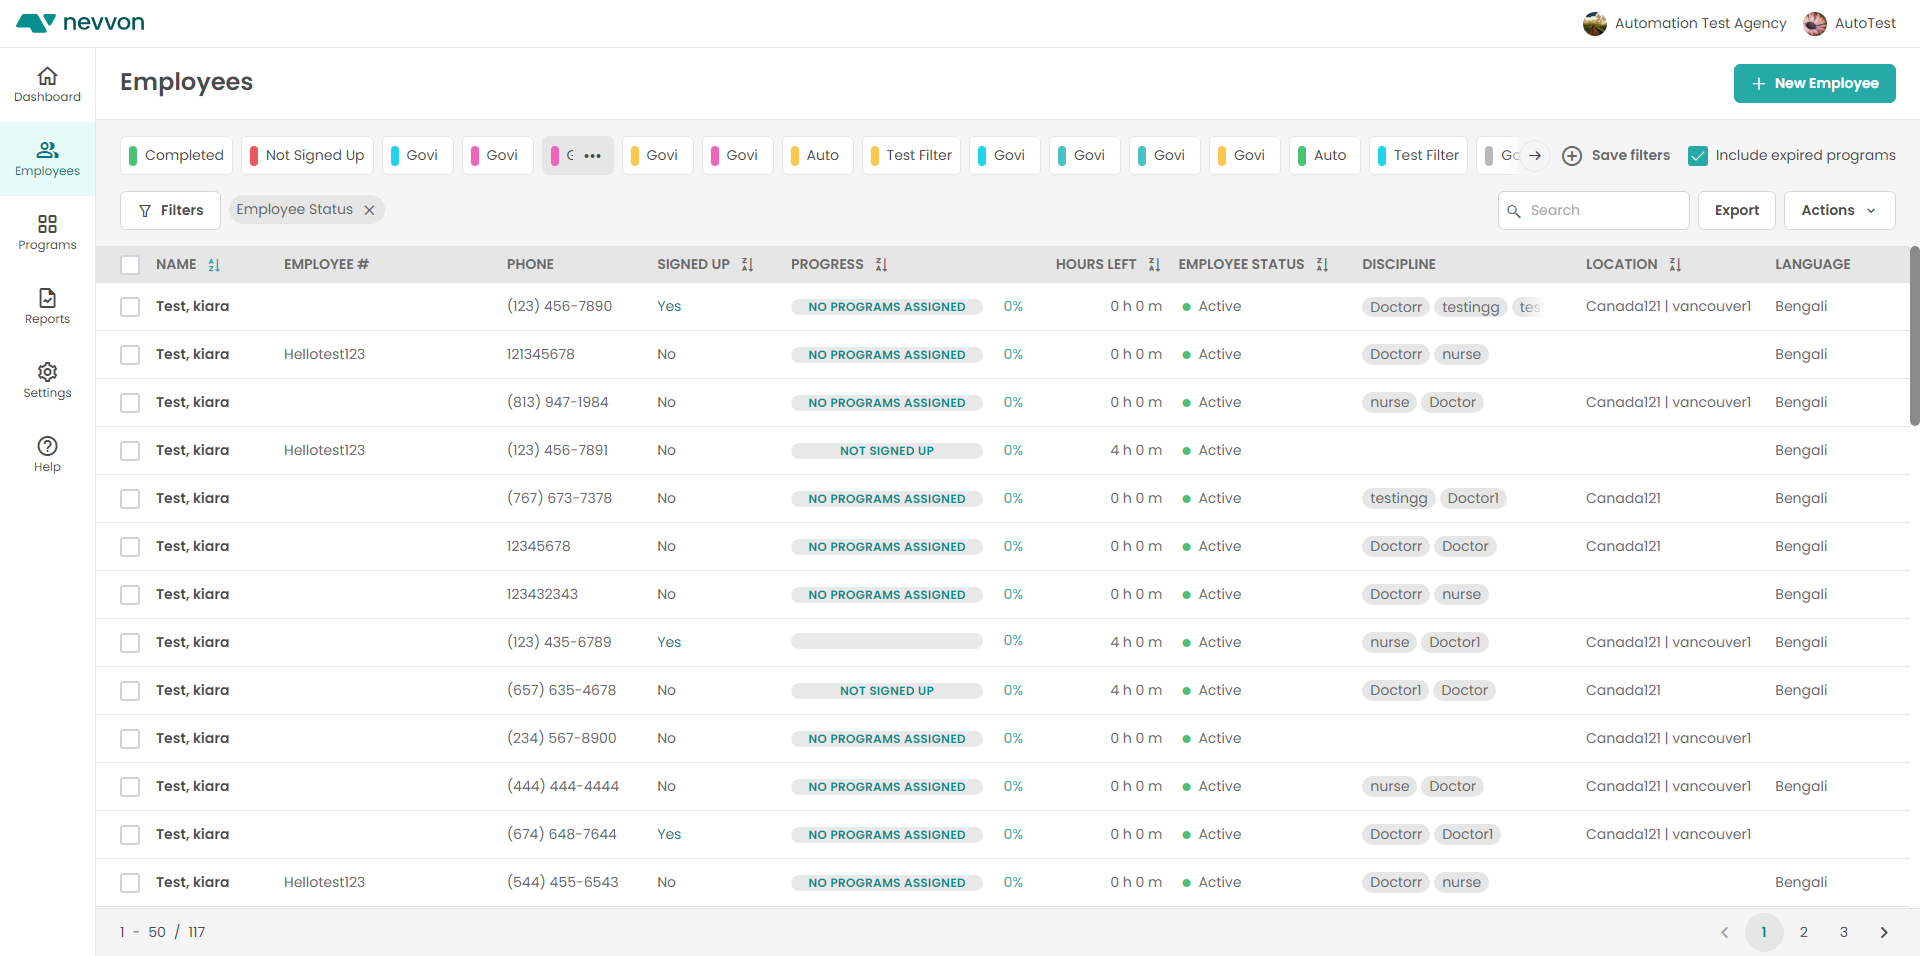 nevvon
Automation Test Agency AutoTest
Dashboard
Employees
Programs
Reports
Settings
Help
Employees
+ New Employee
Completed Not Signed Up Govi Govi G ••• Govi Govi Auto Test Filter Govi Govi Govi Govi Auto Test Filter Go Save filters Include expired programs
Filters Employee Status Search Export Actions
NAME EMPLOYEE # PHONE SIGNED UP PROGRESS HOURS LEFT EMPLOYEE STATUS DISCIPLINE LOCATION LANGUAGE
Test, kiara (123) 456-7890 Yes NO PROGRAMS ASSIGNED 0% 0 h 0 m Active Doctorr testingg tes Canada121 | vancouver1 Bengali
Test, kiara Hellotest123 121345678 No NO PROGRAMS ASSIGNED 0% 0 h 0 m Active Doctorr nurse Bengali
Test, kiara (813) 947-1984 No NO PROGRAMS ASSIGNED 0% 0 h 0 m Active nurse Doctor Canada121 | vancouver1 Bengali
Test, kiara Hellotest123 (123) 456-7891 No NOT SIGNED UP 0% 4 h 0 m Active Bengali
Test, kiara (767) 673-7378 No NO PROGRAMS ASSIGNED 0% 0 h 0 m Active testingg Doctor1 Canada121 Bengali
Test, kiara 12345678 No NO PROGRAMS ASSIGNED 0% 0 h 0 m Active Doctorr Doctor Canada121 Bengali
Test, kiara 123432343 No NO PROGRAMS ASSIGNED 0% 0 h 0 m Active Doctorr nurse Bengali
Test, kiara (123) 435-6789 Yes 0% 4 h 0 m Active nurse Doctor1 Canada121 | vancouver1 Bengali
Test, kiara (657) 635-4678 No NOT SIGNED UP 0% 4 h 0 m Active Doctor1 Doctor Canada121 Bengali
Test, kiara (234) 567-8900 No NO PROGRAMS ASSIGNED 0% 0 h 0 m Active Canada121 | vancouver1
Test, kiara (444) 444-4444 No NO PROGRAMS ASSIGNED 0% 0 h 0 m Active nurse Doctor Canada121 | vancouver1 Bengali
Test, kiara (674) 648-7644 Yes NO PROGRAMS ASSIGNED 0% 0 h 0 m Active Doctorr Doctor1 Canada121 | vancouver1
Test, kiara Hellotest123 (544) 455-6543 No NO PROGRAMS ASSIGNED 0% 0 h 0 m Active Doctorr nurse Bengali
1 - 50 / 117 1 2 3